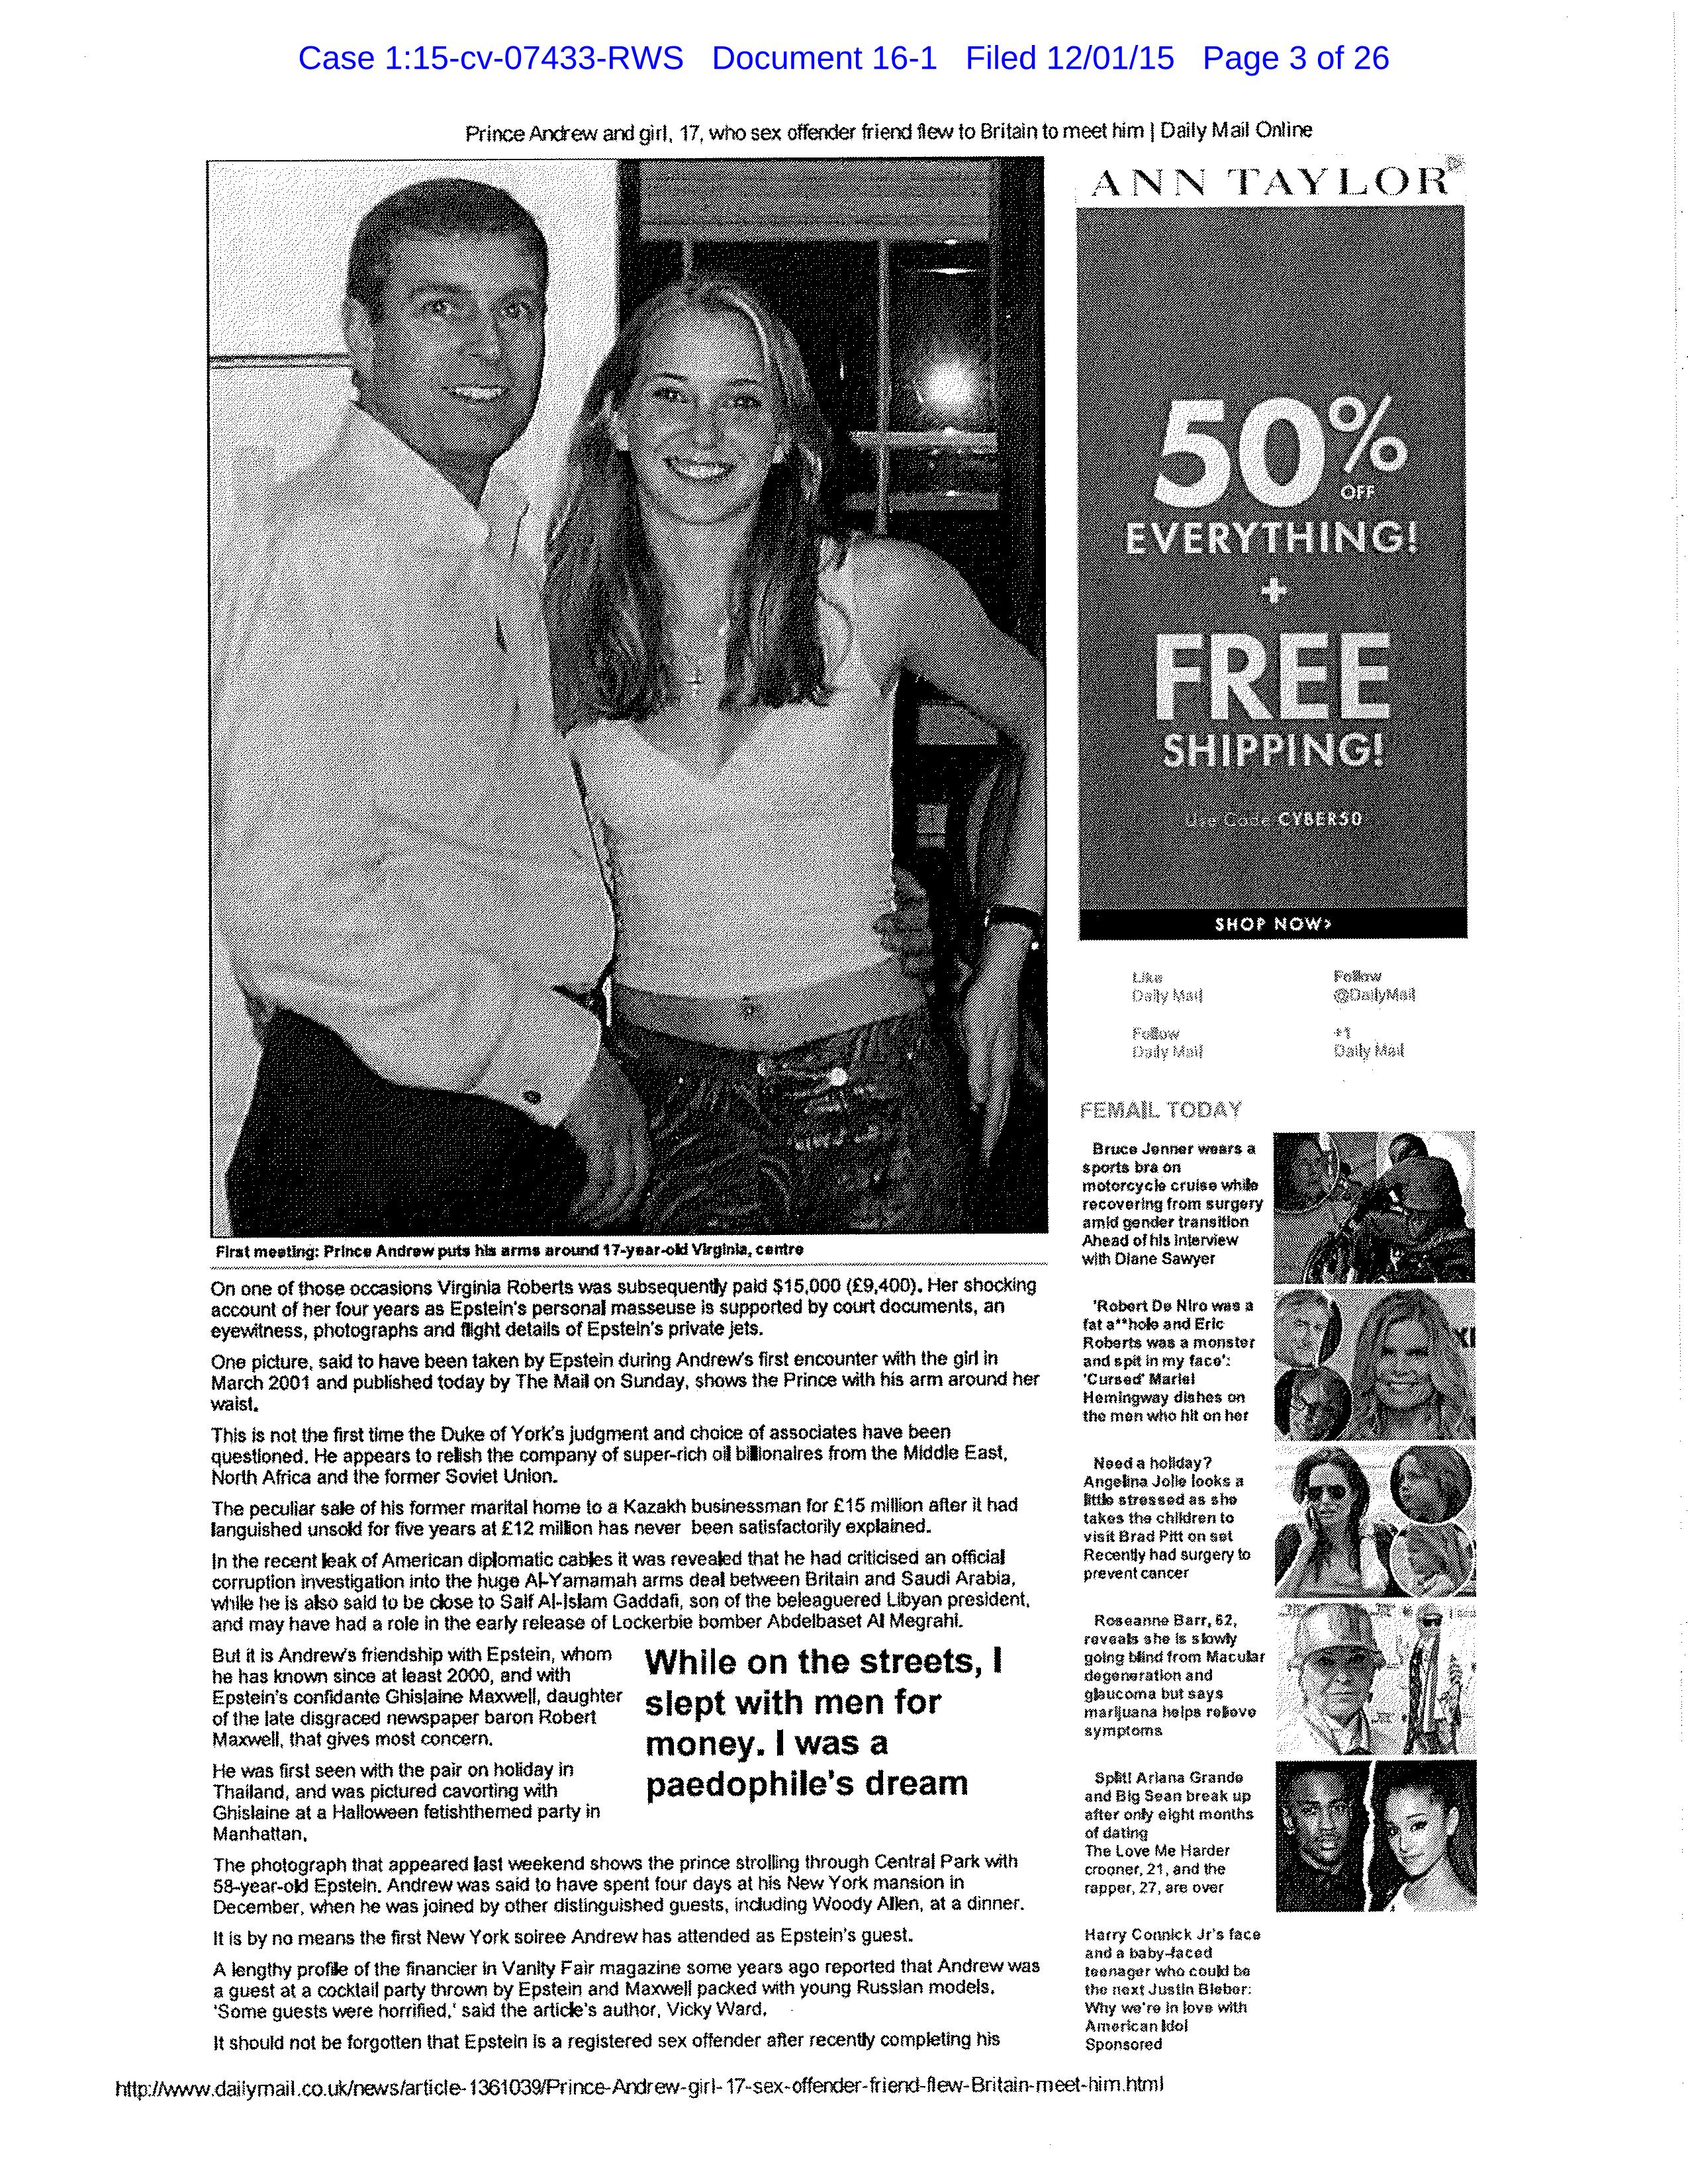 Case 1:15-cv-07433-RWS Document 16-1 Filed 12/01/15 Page 3 of 26
Prince Andrew and girl, 17, who sex offender friend flew to Britain to meet him | Daily Mail Online
First meeting: Prince Andrew puts his arms around 17-year-old Virginia, centre
On one of those occasions Virginia Roberts was subsequently paid $15,000 (£9,400). Her shocking
account of her four years as Epstein's personal masseuse is supported by court documents, an
eyewitness, photographs and flight details of Epstein's private jets.
One picture, said to have been taken by Epstein during Andrew's first encounter with the girl in
March 2001 and published today by The Mail on Sunday, shows the Prince with his arm around her
waist.
This is not the first time the Duke of York's judgment and choice of associates have been
questioned. He appears to relish the company of super-rich oil billionaires from the Middle East,
North Africa and the former Soviet Union.
The peculiar sale of his former marital home to a Kazakh businessman for £15 million after it had
languished unsold for five years at £12 million has never been satisfactorily explained.
In the recent leak of American diplomatic cables it was revealed that he had criticised an official
corruption investigation into the huge Al-Yamamah arms deal between Britain and Saudi Arabia,
while he is also said to be close to Saif Al-Islam Gaddafi, son of the beleaguered Libyan president,
and may have had a role in the early release of Lockerbie bomber Abdelbaset Al Megrahi.
But it is Andrew's friendship with Epstein, whom
he has known since at least 2000, and with
Epstein's confidante Ghislaine Maxwell, daughter
of the late disgraced newspaper baron Robert
Maxwell, that gives most concern.
He was first seen with the pair on holiday in
Thailand, and was pictured cavorting with
Ghislaine at a Halloween fetishthemed party in
Manhattan.
While on the streets, I
slept with men for
money. I was a
paedophile's dream
The photograph that appeared last weekend shows the prince strolling through Central Park with
58-year-old Epstein. Andrew was said to have spent four days at his New York mansion in
December, when he was joined by other distinguished guests, including Woody Allen, at a dinner.
It is by no means the first New York soiree Andrew has attended as Epstein's guest.
A lengthy profile of the financier in Vanity Fair magazine some years ago reported that Andrew was
a guest at a cocktail party thrown by Epstein and Maxwell packed with young Russian models.
'Some guests were horrified,' said the article's author, Vicky Ward.
It should not be forgotten that Epstein is a registered sex offender after recently completing his
ANN TAYLOR
50%
OFF
EVERYTHING!
+
FREE
SHIPPING!
Use Code CYBER50
SHOP NOW>
Like
Daily Mail
Follow
@DailyMail
Follow
Daily Mail
+1
Daily Mail
FEMAIL TODAY
Bruce Jenner wears a
sports bra on
motorcycle cruise while
recovering from surgery
amid gender transition
Ahead of his interview
with Diane Sawyer
'Robert De Niro was a
fat a**hole and Eric
Roberts was a monster
and spit in my face':
'Cursed' Mariel
Hemingway dishes on
the men who hit on her
Need a holiday?
Angelina Jolie looks a
little stressed as she
takes the children to
visit Brad Pitt on set
Recently had surgery to
prevent cancer
Roseanne Barr, 62,
reveals she is slowly
going blind from Macular
degeneration and
glaucoma but says
marijuana helps relieve
symptoms
Split! Ariana Grande
and Big Sean break up
after only eight months
of dating
The Love Me Harder
crooner, 21, and the
rapper, 27, are over
Harry Connick Jr's face
and a baby-faced
teenager who could be
the next Justin Bieber:
Why we're in love with
American Idol
Sponsored
http://www.dailymail.co.uk/news/article-1361039/Prince-Andrew-girl-17-sex-offender-friend-flew-Britain-meet-him.html